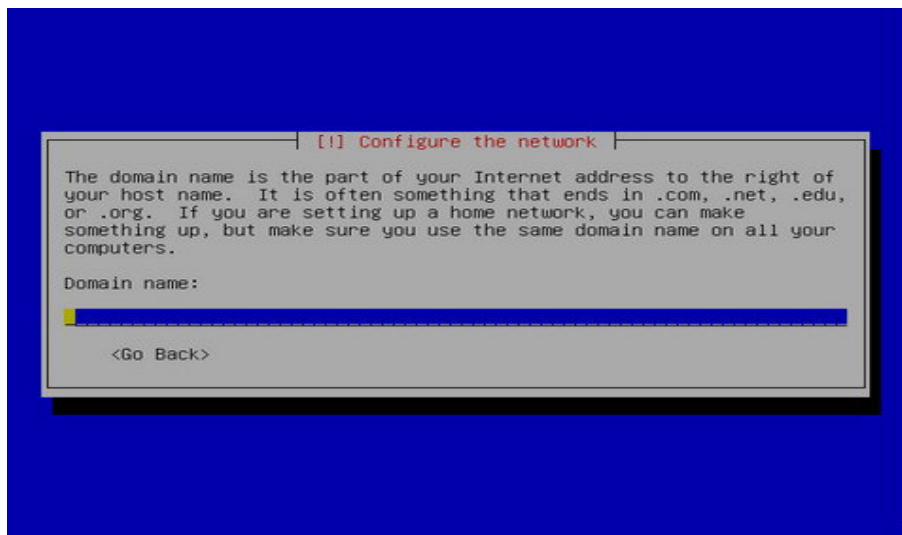 [!] Configure the network
The domain name is the part of your Internet address to the right of
your host name.  It is often something that ends in .com, .net, .edu,
or .org.  If you are setting up a home network, you can make
something up, but make sure you use the same domain name on all your
computers.
Domain name:
<Go Back>